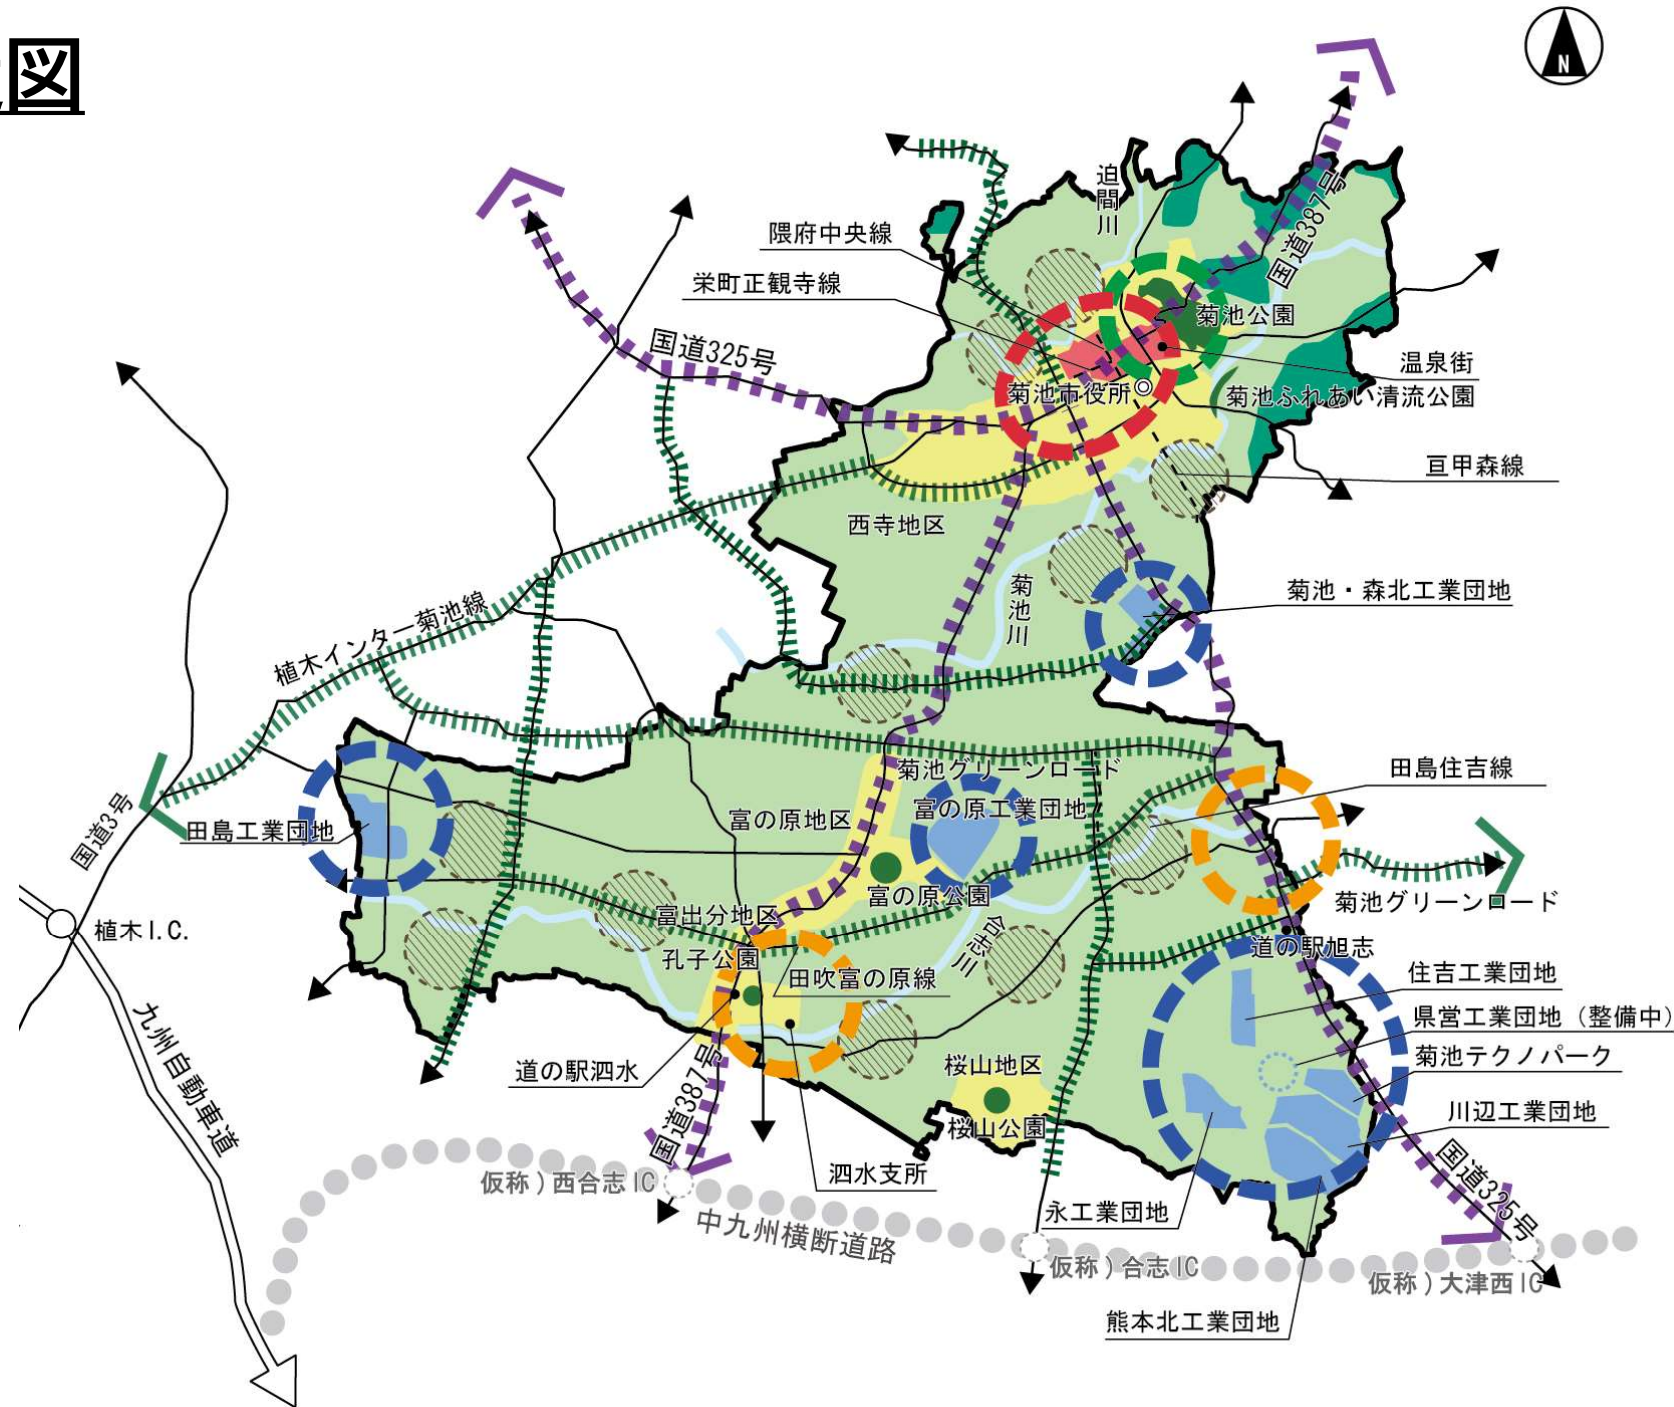 図
N
迫間川
隈府中央線
国道387号
栄町正観寺線
菊池公園
国道325号
温泉街
菊池市役所
菊池ふれあい清流公園
亘甲森線
西寺地区
菊池川
菊池・森北工業団地
植木インター菊池線
菊池グリーンロード
田島住吉線
国道3号
田島工業団地
富の原地区
富の原工業団地
富の原公園
菊池グリーンロード
植木I.C.
富出分地区
孔子公園
合志川
道の駅旭志
田吹富の原線
住吉工業団地
県営工業団地（整備中）
九州自動車道
道の駅泗水
国道387号
桜山地区
菊池テクノパーク
川辺工業団地
桜山公園
仮称）西合志IC
泗水支所
国道325号
永工業団地
中九州横断道路
仮称）合志IC
仮称）大津西IC
熊本北工業団地